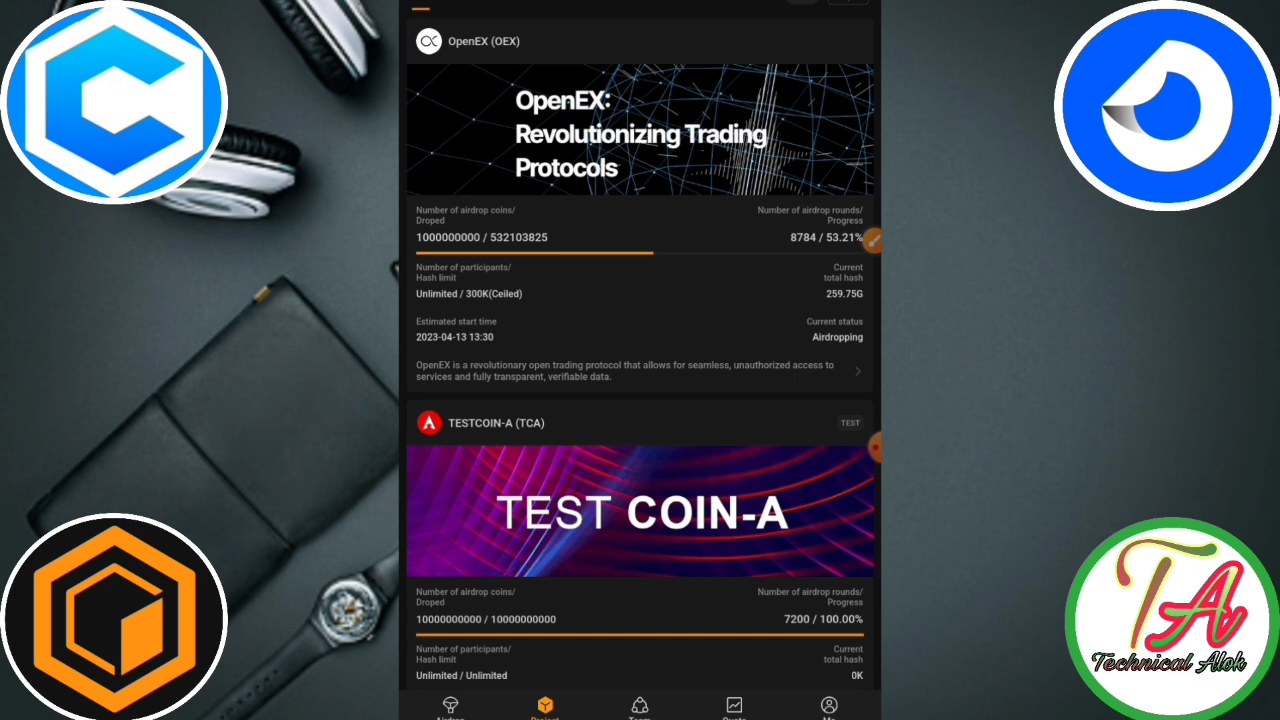 OpenEX (OEX)
OpenEX:
Revolutionizing Trading
Protocols
Number of airdrop coins/
Droped
Number of airdrop rounds/
Progress
1000000000 / 532103825
8784 / 53.21%
Number of participants/
Hash limit
Current
total hash
Unlimited / 300K(Ceiled)
259.75G
Estimated start time
Current status
2023-04-13 13:30
Airdropping
OpenEX is a revolutionary open trading protocol that allows for seamless, unauthorized access to
services and fully transparent, verifiable data.
TESTCOIN-A (TCA)
TEST
TEST COIN-A
Number of airdrop coins/
Droped
Number of airdrop rounds/
Progress
10000000000 / 10000000000
7200 / 100.00%
Number of participants/
Hash limit
Current
total hash
Unlimited / Unlimited
0K
TA
Technical Alok